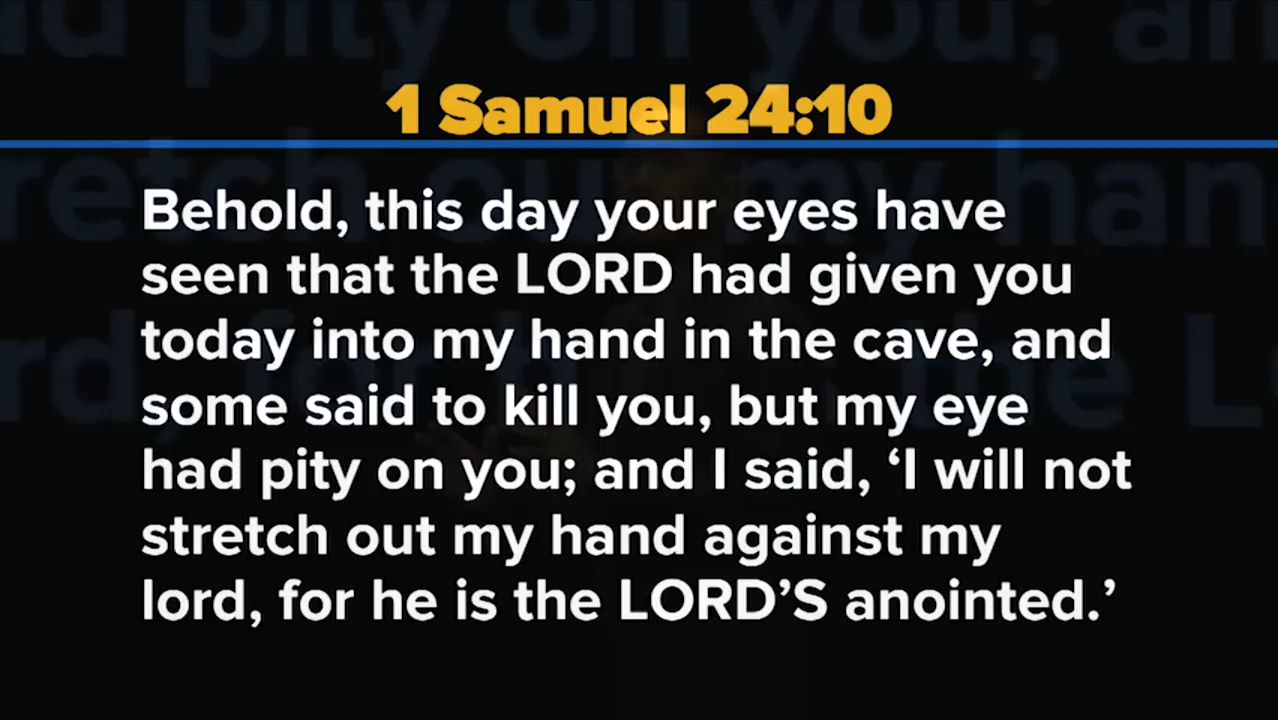 1 Samuel 24:10
Behold, this day your eyes have
seen that the LORD had given you
today into my hand in the cave, and
some said to kill you, but my eye
had pity on you; and I said, ‘I will not
stretch out my hand against my
lord, for he is the LORD’S anointed.’